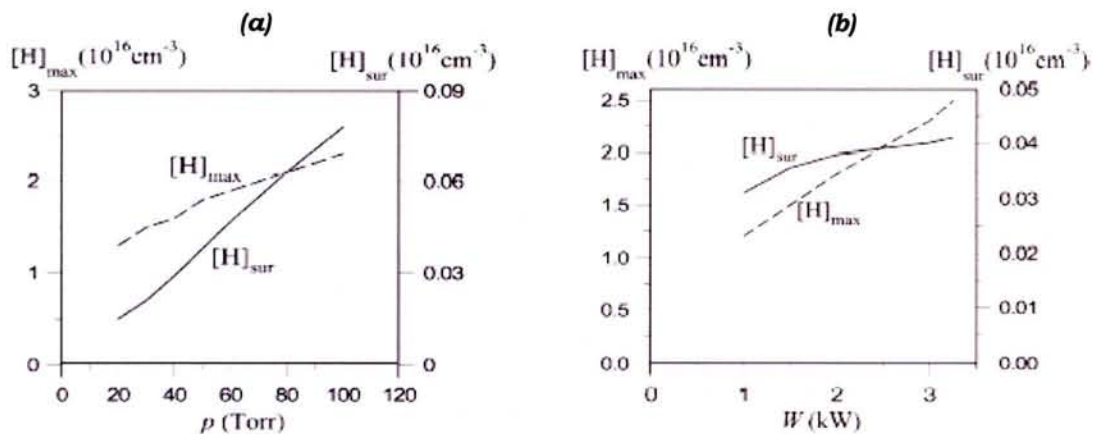 (a)
[H]max (10^16cm^-3) [H]sur (10^16cm^-3)
3 0.09
[H]max
2 0.06
[H]sur
1 0.03
0 0
0 20 40 60 80 100 120
p (Torr)
(b)
[H]max (10^16cm^-3) [H]sur (10^16cm^-3)
2.5 0.05
[H]sur
2.0 0.04
1.5 0.03
[H]max
1.0 0.02
0.5 0.01
0.0 0.00
0 1 2 3
W (kW)